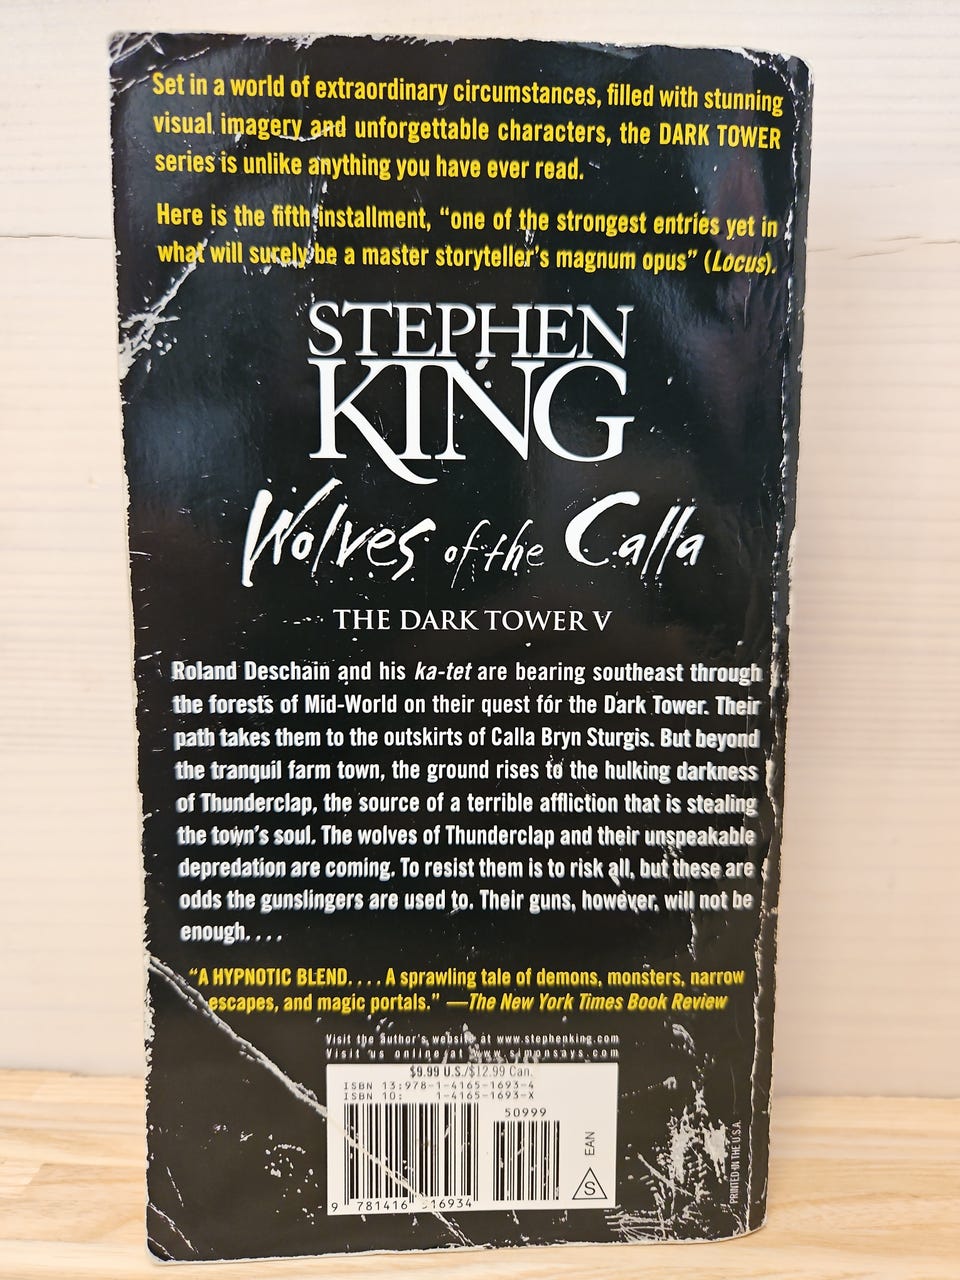 Set in a world of extraordinary circumstances, filled with stunning
visual imagery and unforgettable characters, the DARK TOWER
series is unlike anything you have ever read.
Here is the fifth installment, “one of the strongest entries yet in
what will surely be a master storyteller’s magnum opus” (Locus).
STEPHEN
KING
Wolves of the Calla
THE DARK TOWER V
Roland Deschain and his ka-tet are bearing southeast through
the forests of Mid-World on their quest for the Dark Tower. Their
path takes them to the outskirts of Calla Bryn Sturgis. But beyond
the tranquil farm town, the ground rises to the hulking darkness
of Thunderclap, the source of a terrible affliction that is stealing
the town’s soul. The wolves of Thunderclap and their unspeakable
depredation are coming. To resist them is to risk all, but these are
odds the gunslingers are used to. Their guns, however, will not be
enough....
“A HYPNOTIC BLEND.... A sprawling tale of demons, monsters, narrow
escapes, and magic portals.” —The New York Times Book Review
Visit the author’s website at www.stephenking.com
Visit us online at www.simonsays.com
$9.99 U.S./$12.99 Can.
ISBN 13:978-1-4165-1693-4
ISBN 10: 1-4165-1693-X
50999
EAN
S
9 781416 516934
PRINTED IN THE U.S.A.